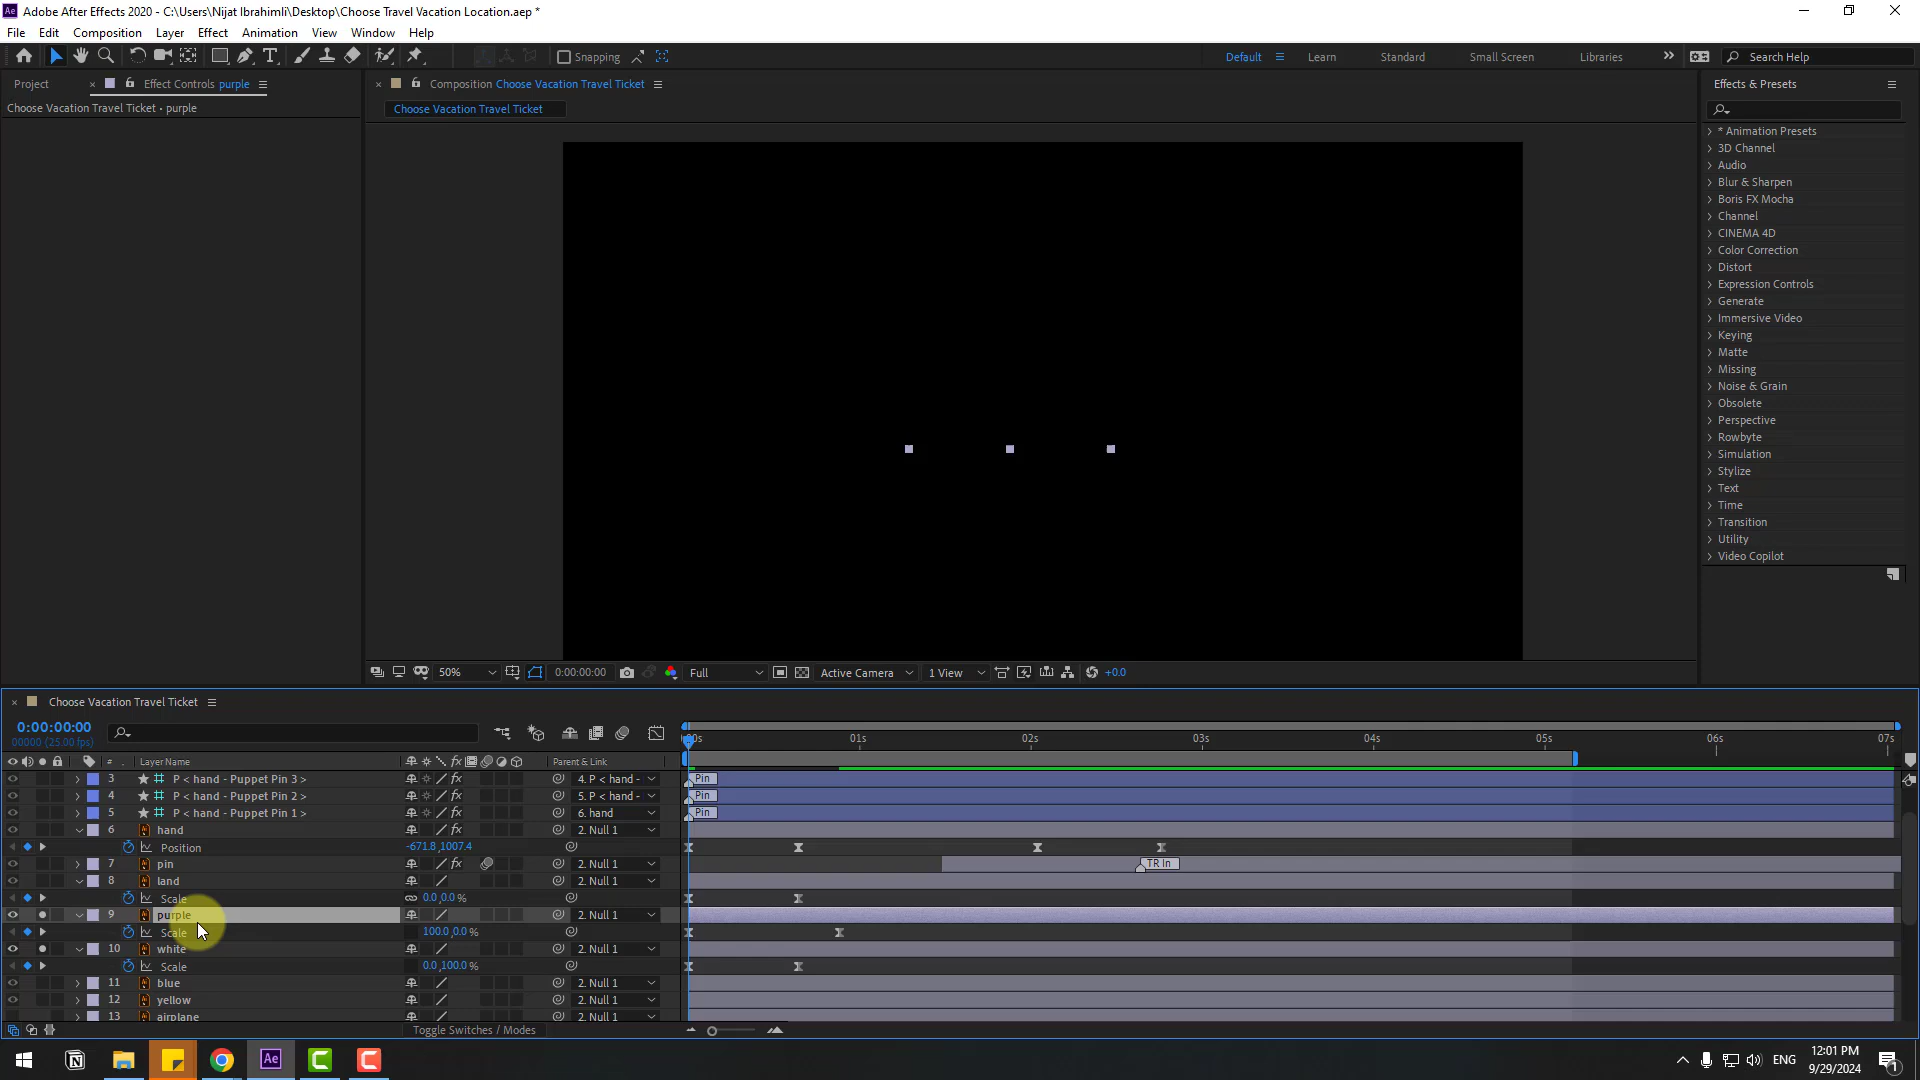 Adobe After Effects 2020 - C:\Users\Nijat Ibrahimli\Desktop\Choose Travel Vacation Location.aep *
File Edit Composition Layer Effect Animation View Window Help
Snapping
Default Learn Standard Small Screen Libraries Search Help
Project
Effect Controls purple
Composition Choose Vacation Travel Ticket
Effects & Presets
Choose Vacation Travel Ticket • purple
Choose Vacation Travel Ticket
* Animation Presets
3D Channel
Audio
Blur & Sharpen
Boris FX Mocha
Channel
CINEMA 4D
Color Correction
Distort
Expression Controls
Generate
Immersive Video
Keying
Matte
Missing
Noise & Grain
Obsolete
Perspective
Rowbyte
Simulation
Stylize
Text
Time
Transition
Utility
Video Copilot
50% 0:00:00:00 Full Active Camera 1 View +0.0
Choose Vacation Travel Ticket
0:00:00:00
00000 (25.00 fps)
01s 02s 03s 04s 05s 06s 07s
# Layer Name fx Parent & Link
3 P < hand - Puppet Pin 3 > fx 4. P < hand - Pin
4 P < hand - Puppet Pin 2 > fx 5. P < hand - Pin
5 P < hand - Puppet Pin 1 > fx 6. hand Pin
6 hand fx 2. Null 1
Position -671.8,1007.4
7 pin fx 2. Null 1 TR In
8 land 2. Null 1
Scale 0.0,0.0%
9 purple 2. Null 1
Scale 100.0,0.0%
10 white 2. Null 1
Scale 0.0,100.0%
11 blue 2. Null 1
12 yellow 2. Null 1
13 airplane 2. Null 1
Toggle Switches / Modes
N Ae C C
ENG
12:01 PM
9/29/2024
1